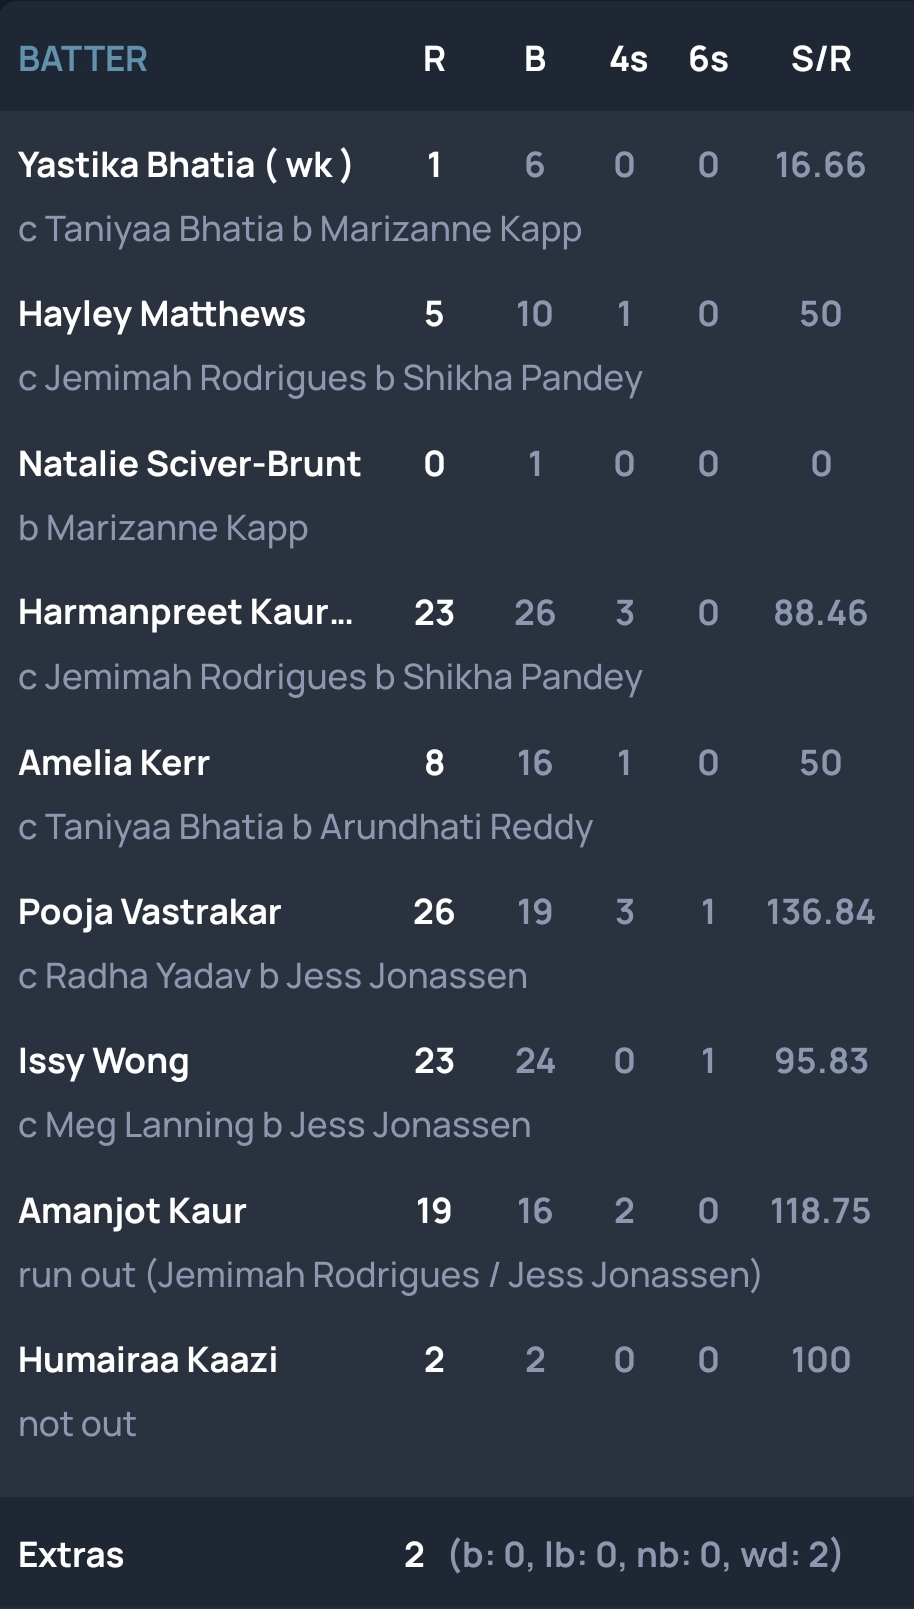 BATTER R B 4s 6s S/R
Yastika Bhatia ( wk ) 1 6 0 0 16.66
c Taniyaa Bhatia b Marizanne Kapp
Hayley Matthews 5 10 1 0 50
c Jemimah Rodrigues b Shikha Pandey
Natalie Sciver-Brunt 0 1 0 0 0
b Marizanne Kapp
Harmanpreet Kaur... 23 26 3 0 88.46
c Jemimah Rodrigues b Shikha Pandey
Amelia Kerr 8 16 1 0 50
c Taniyaa Bhatia b Arundhati Reddy
Pooja Vastrakar 26 19 3 1 136.84
c Radha Yadav b Jess Jonassen
Issy Wong 23 24 0 1 95.83
c Meg Lanning b Jess Jonassen
Amanjot Kaur 19 16 2 0 118.75
run out (Jemimah Rodrigues / Jess Jonassen)
Humairaa Kaazi 2 2 0 0 100
not out
Extras 2 (b: 0, lb: 0, nb: 0, wd: 2)